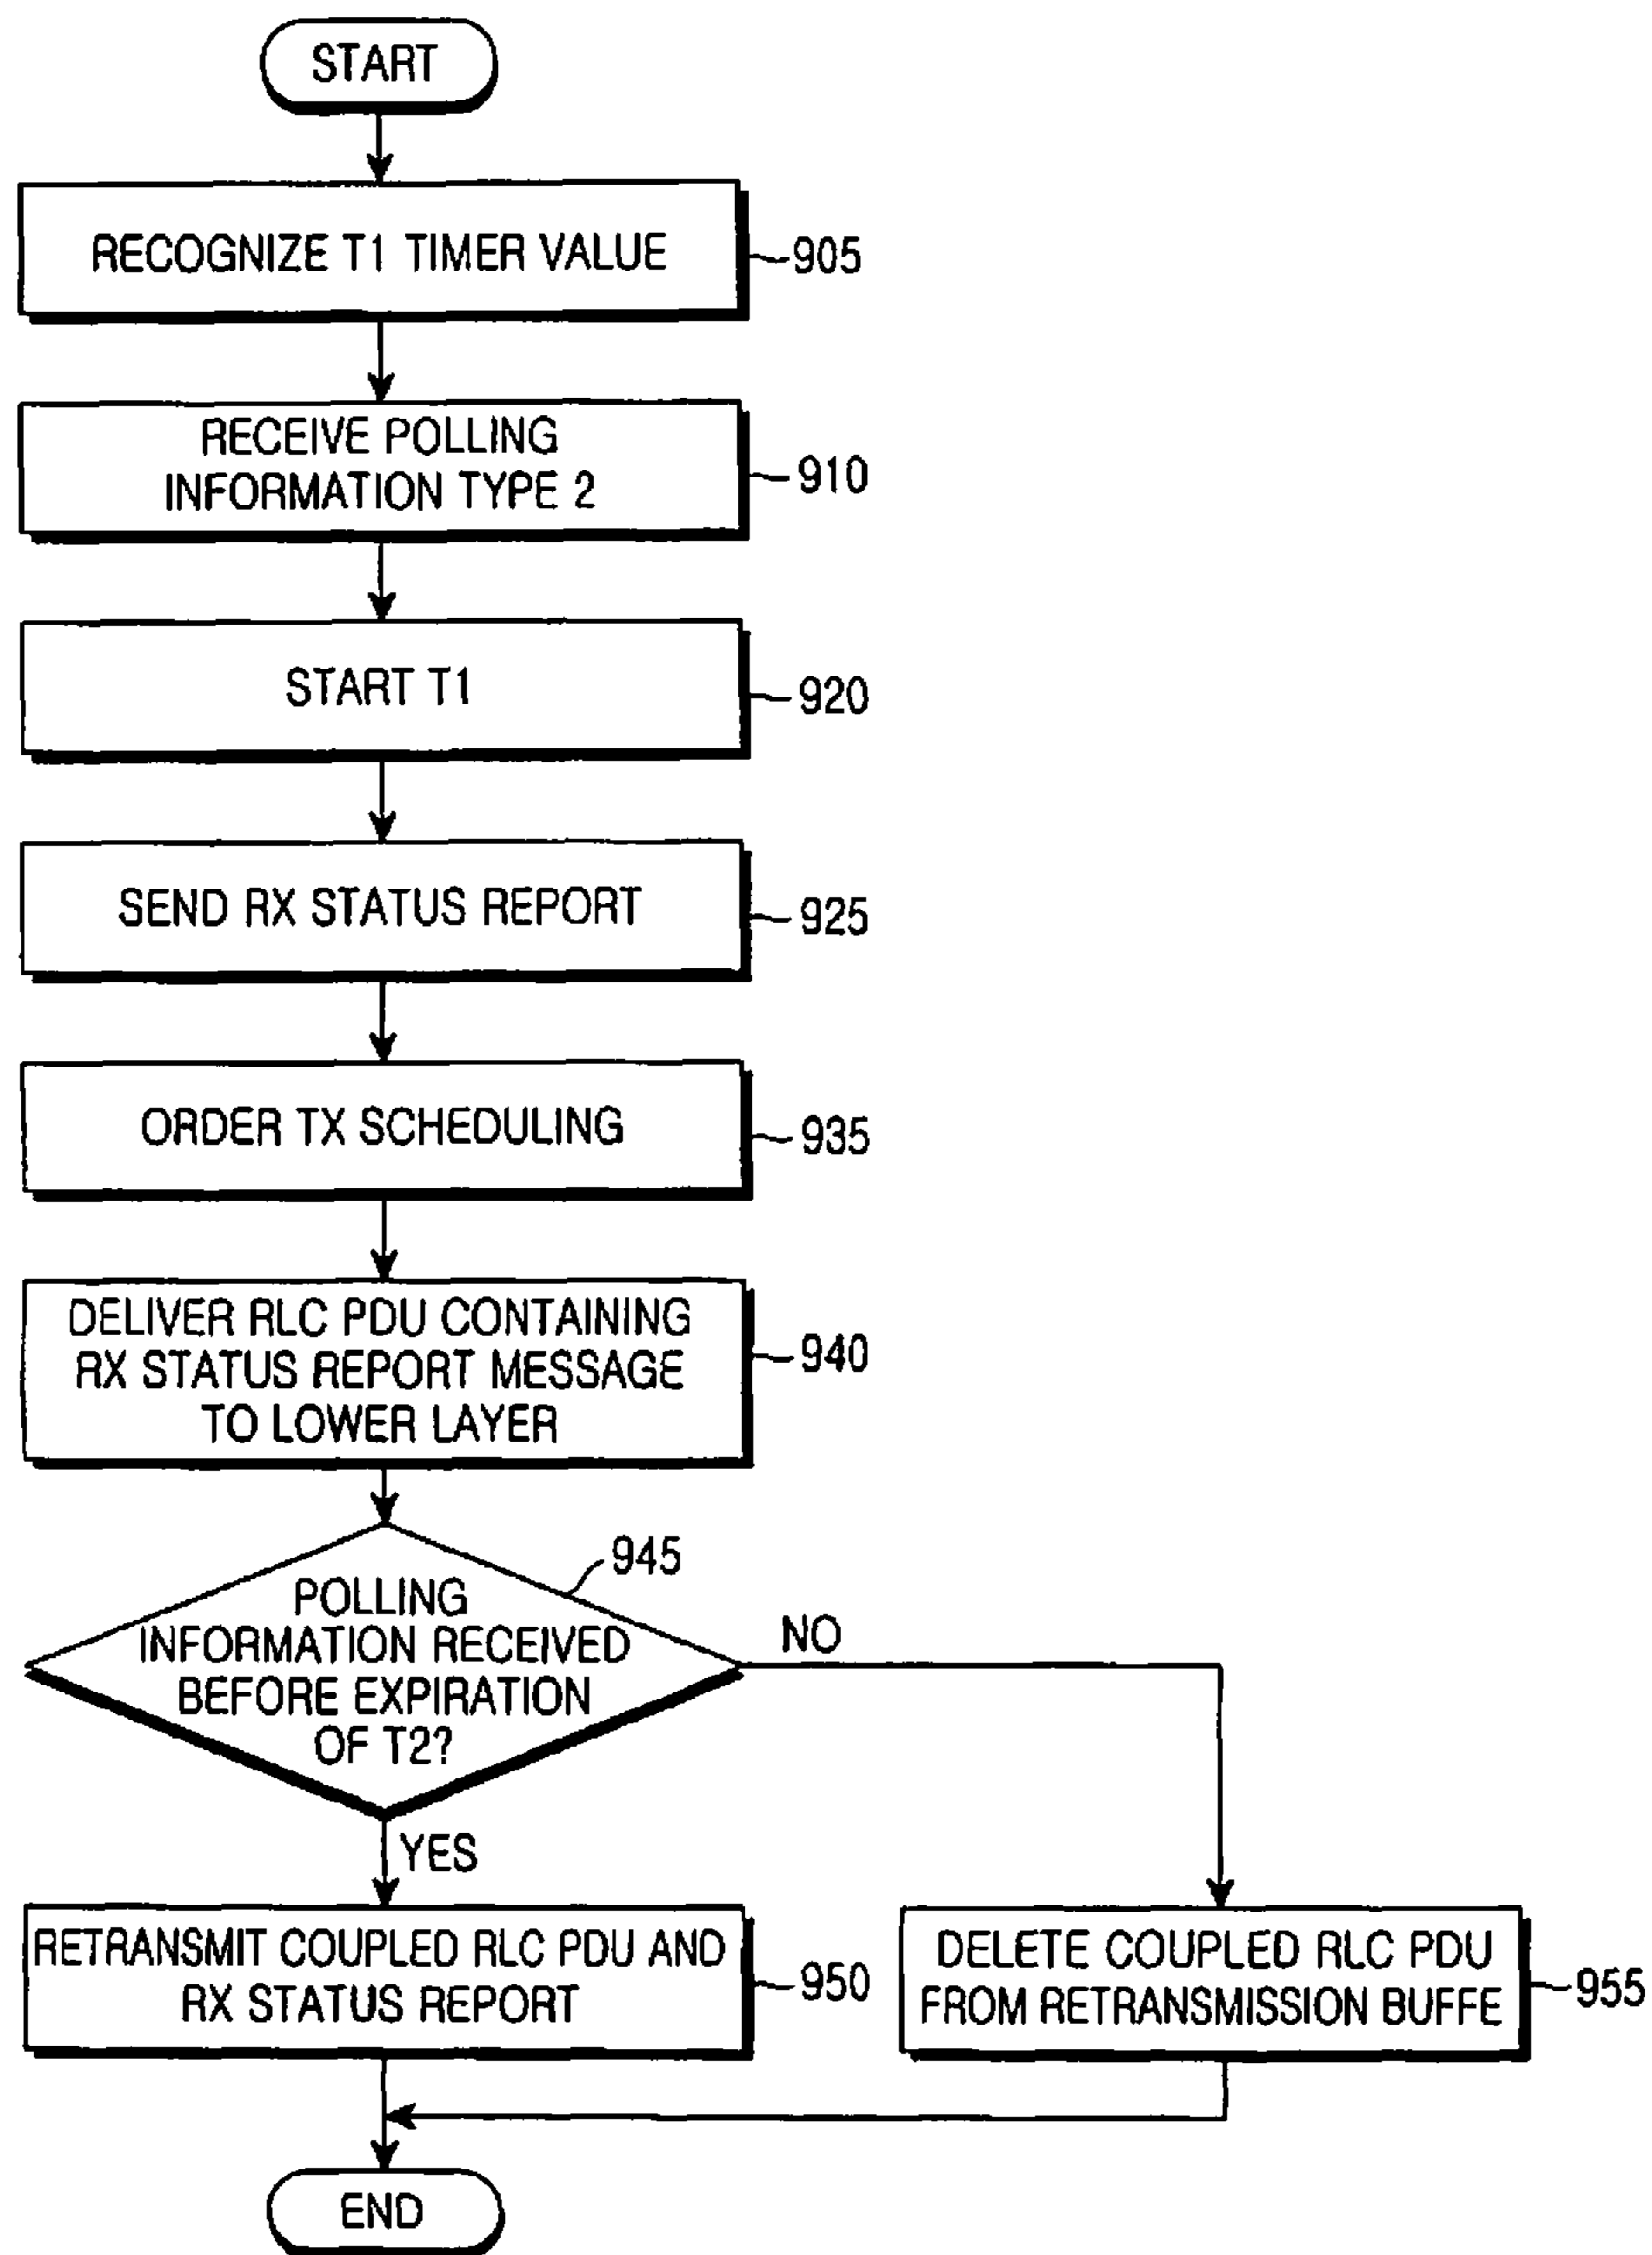 START
RECOGNIZE T1 TIMER VALUE
905
RECEIVE POLLING
INFORMATION TYPE 2
910
START T1
920
SEND RX STATUS REPORT
925
ORDER TX SCHEDULING
935
DELIVER RLC PDU CONTAINING
RX STATUS REPORT MESSAGE
TO LOWER LAYER
940
945
POLLING
INFORMATION RECEIVED
BEFORE EXPIRATION
OF T2?
NO
YES
RETRANSMIT COUPLED RLC PDU AND
RX STATUS REPORT
950
DELETE COUPLED RLC PDU
FROM RETRANSMISSION BUFFE
955
END